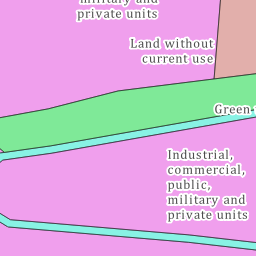 military and
private units
Land without
current use
Green
Industrial,
commercial,
public,
military and
private units